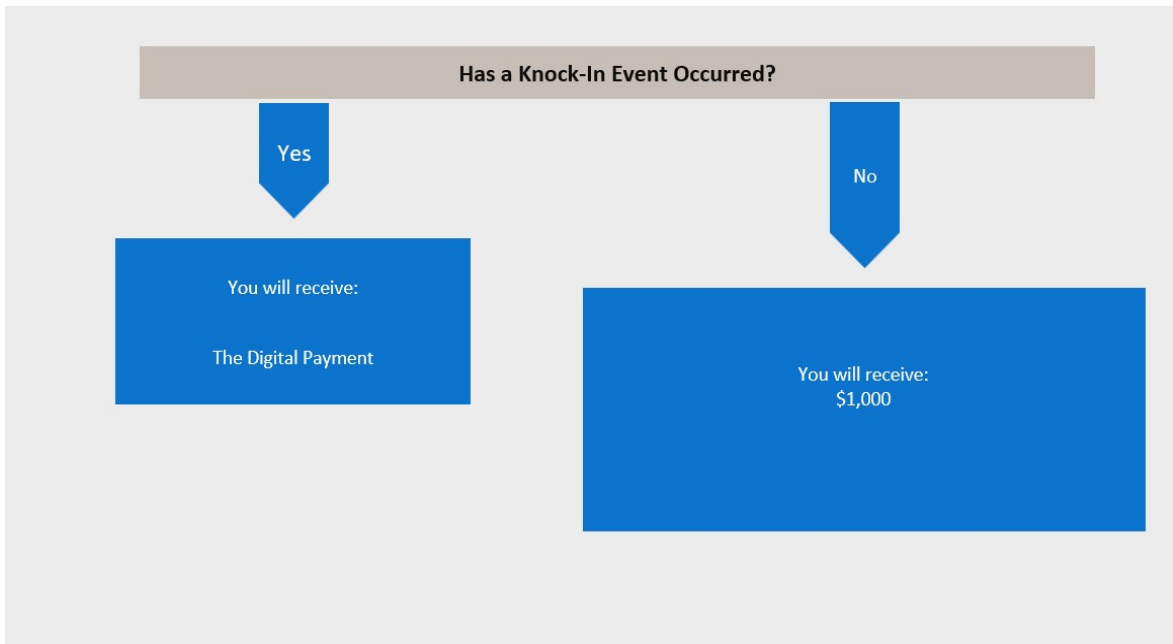 Has a Knock-In Event Occurred?
Yes
No
You will receive:
The Digital Payment
You will receive:
$1,000